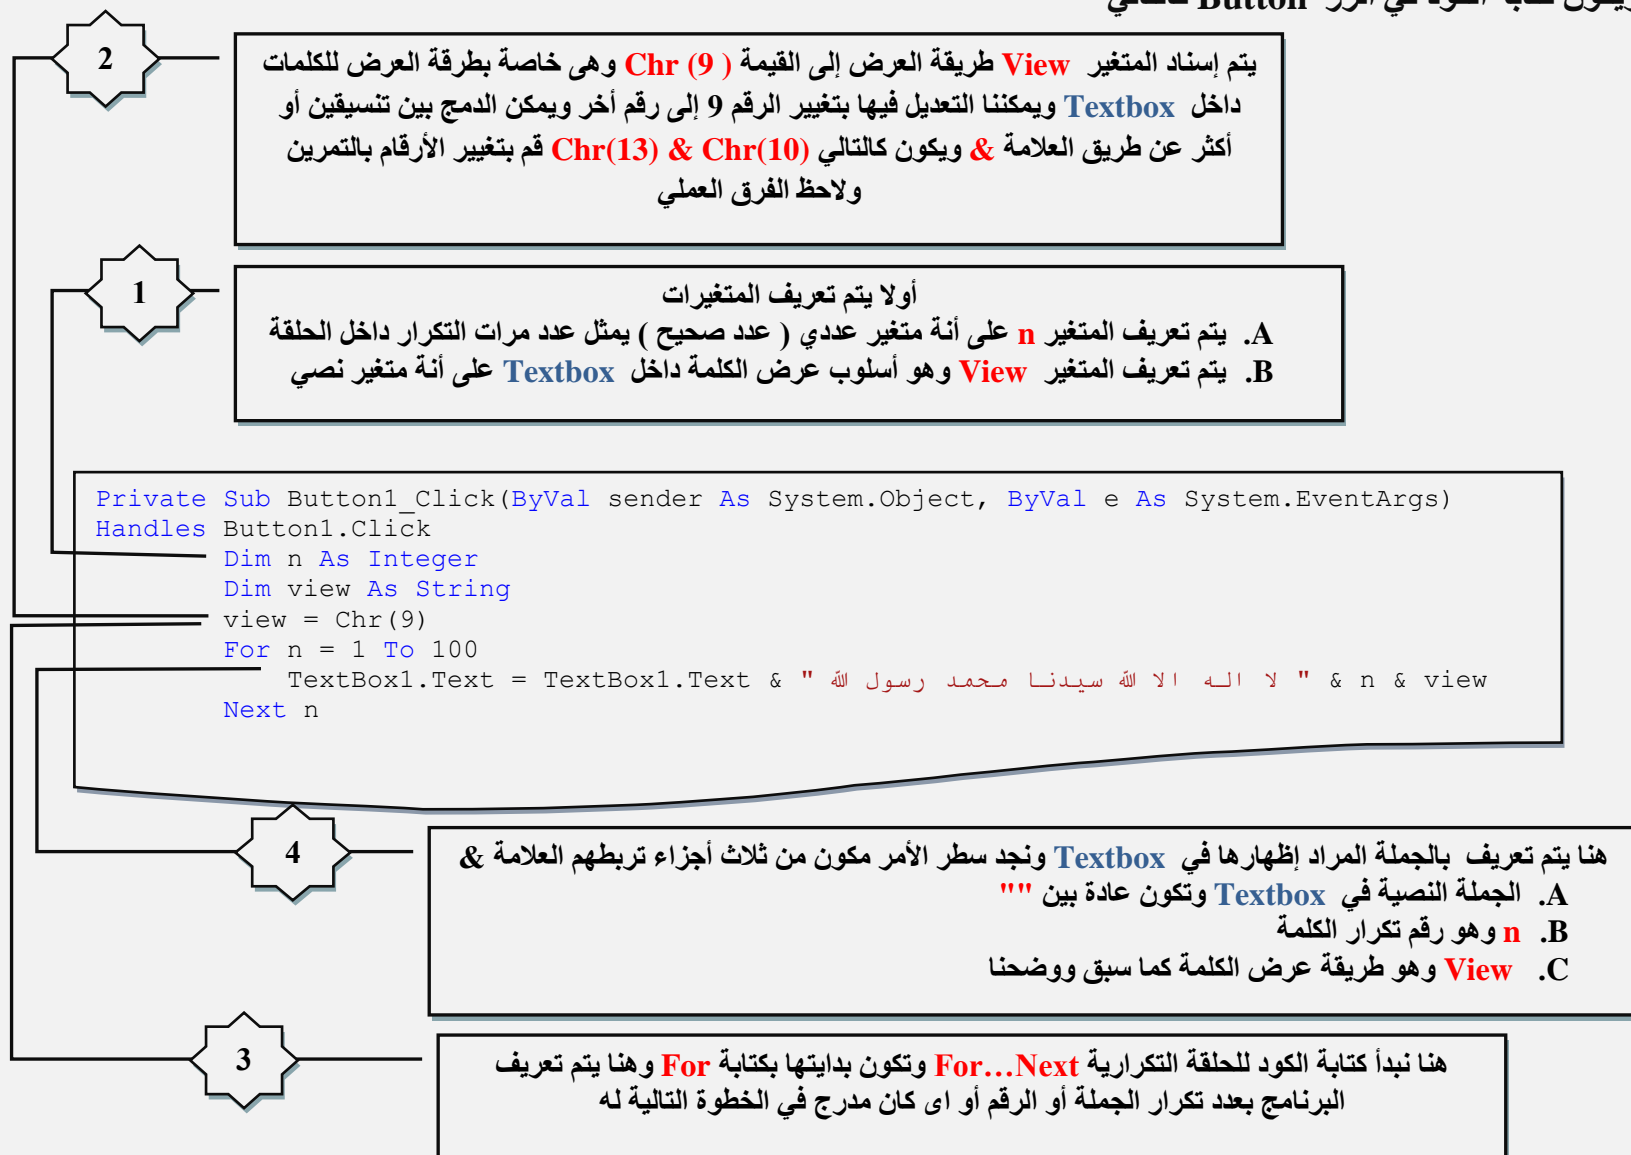 Button
2
يتم إسناد المتغير View طريقة العرض إلى القيمة Chr (9 ) وهى خاصة بطرقة العرض للكلمات
داخل Textbox ويمكننا التعديل فيها بتغيير الرقم 9 إلى رقم أخر ويمكن الدمج بين تنسيقين أو
أكثر عن طريق العلامة & ويكون كالتالي Chr(13) & Chr(10) قم بتغيير الأرقام بالتمرين
ولاحظ الفرق العملي
1
أولا يتم تعريف المتغيرات
A. يتم تعريف المتغير n على أنة متغير عددي ( عدد صحيح ) يمثل عدد مرات التكرار داخل الحلقة
B. يتم تعريف المتغير View وهو أسلوب عرض الكلمة داخل Textbox على أنة متغير نصي
Private Sub Button1_Click(ByVal sender As System.Object, ByVal e As System.EventArgs)
Handles Button1.Click
Dim n As Integer
Dim view As String
view = Chr(9)
For n = 1 To 100
TextBox1.Text = TextBox1.Text & " لا اله الا الله سيدنا محمد رسول الله " & n & view
Next n
4
هنا يتم تعريف بالجملة المراد إظهارها في Textbox ونجد سطر الأمر مكون من ثلاث أجزاء تربطهم العلامة &
A. الجملة النصية في Textbox وتكون عادة بين ""
B. n وهو رقم تكرار الكلمة
C. View وهو طريقة عرض الكلمة كما سبق ووضحنا
3
هنا نبدأ كتابة الكود للحلقة التكرارية For…Next وتكون بدايتها بكتابة For وهنا يتم تعريف
البرنامج بعدد تكرار الجملة أو الرقم أو اى كان مدرج في الخطوة التالية له